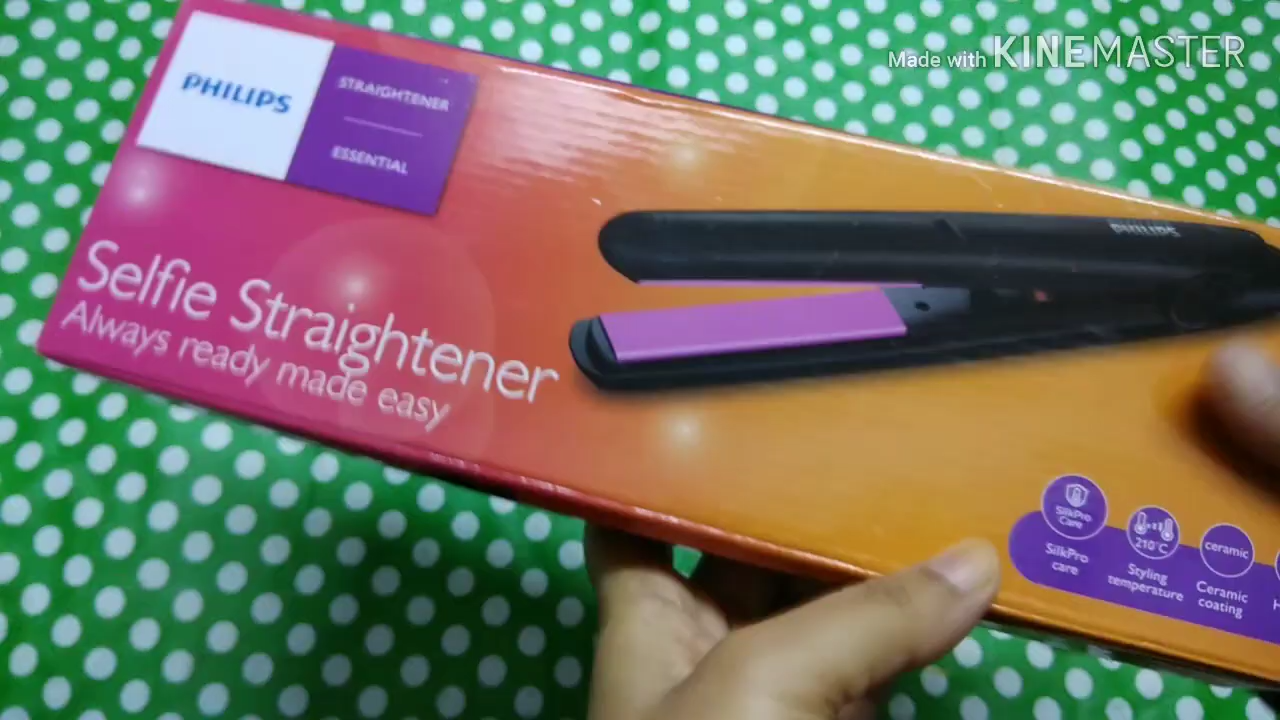 Made with KINEMASTER
PHILIPS
STRAIGHTENER
ESSENTIAL
Selfie Straightener
Always ready made easy
PHILIPS
SilkPro
Care
SilkPro
care
210°C
Styling
temperature
ceramic
Ceramic
coating